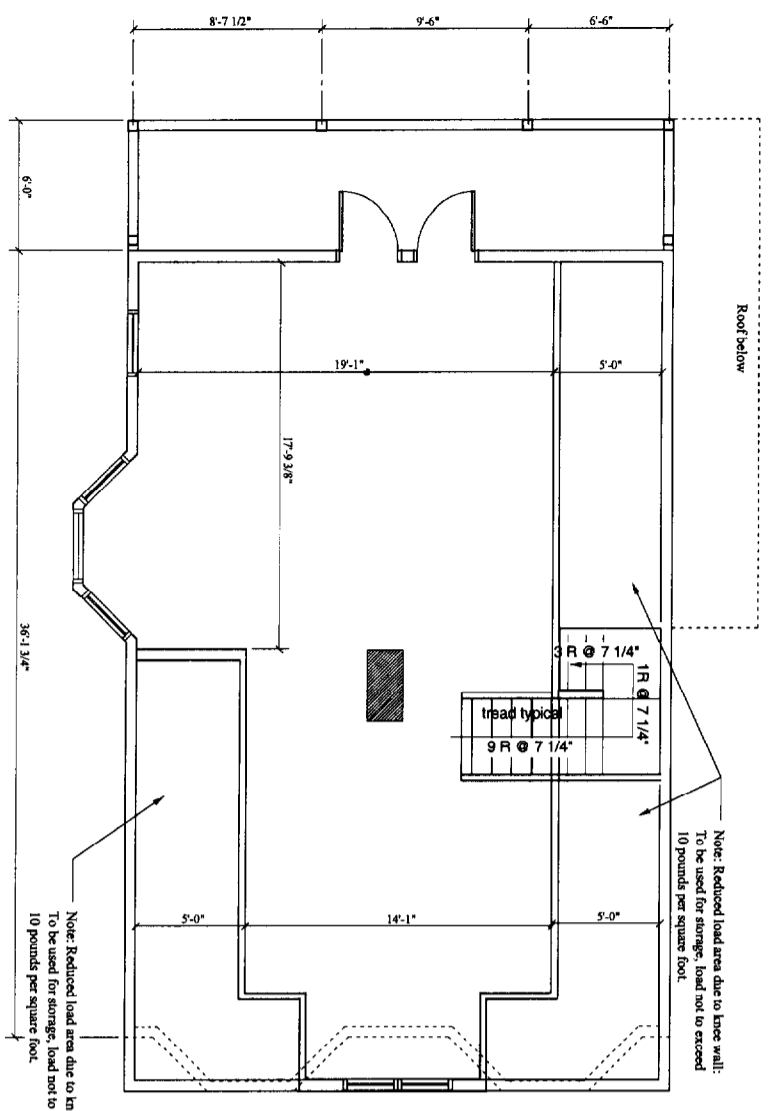 8'-7 1/2"
9'-6"
6'-6"
6'-0"
Roof below
19'-1"
5'-0"
17'-9 3/8"
36'-1 3/4"
3 R @ 7 1/4"
1R @ 7 1/4"
tread typical
9 R @ 7 1/4"
Note: Reduced load area due to knee wall:
To be used for storage, load not to exceed
10 pounds per square foot.
5'-0"
14'-1"
5'-0"
Note: Reduced load area due to kn
To be used for storage, load not to
10 pounds per square foot.